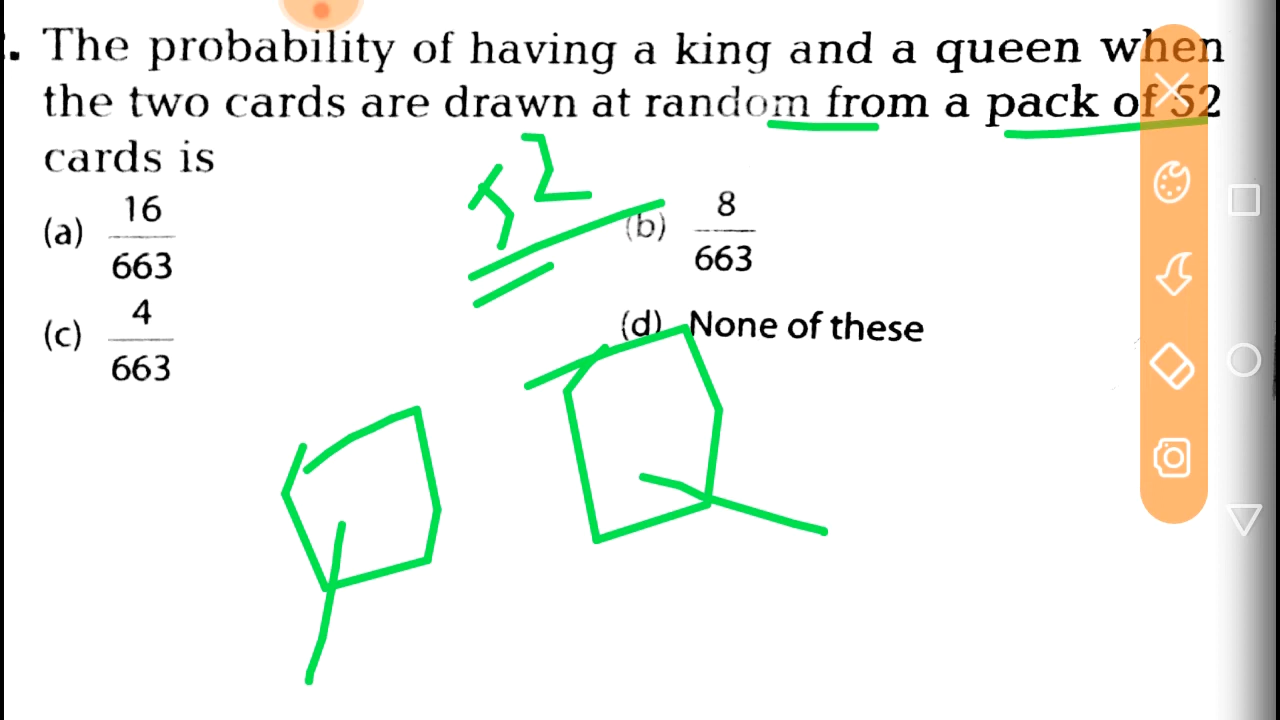 . The probability of having a king and a queen when
the two cards are drawn at random from a pack of 52
cards is
52
(a) 16/663
(b) 8/663
(c) 4/663
(d) None of these